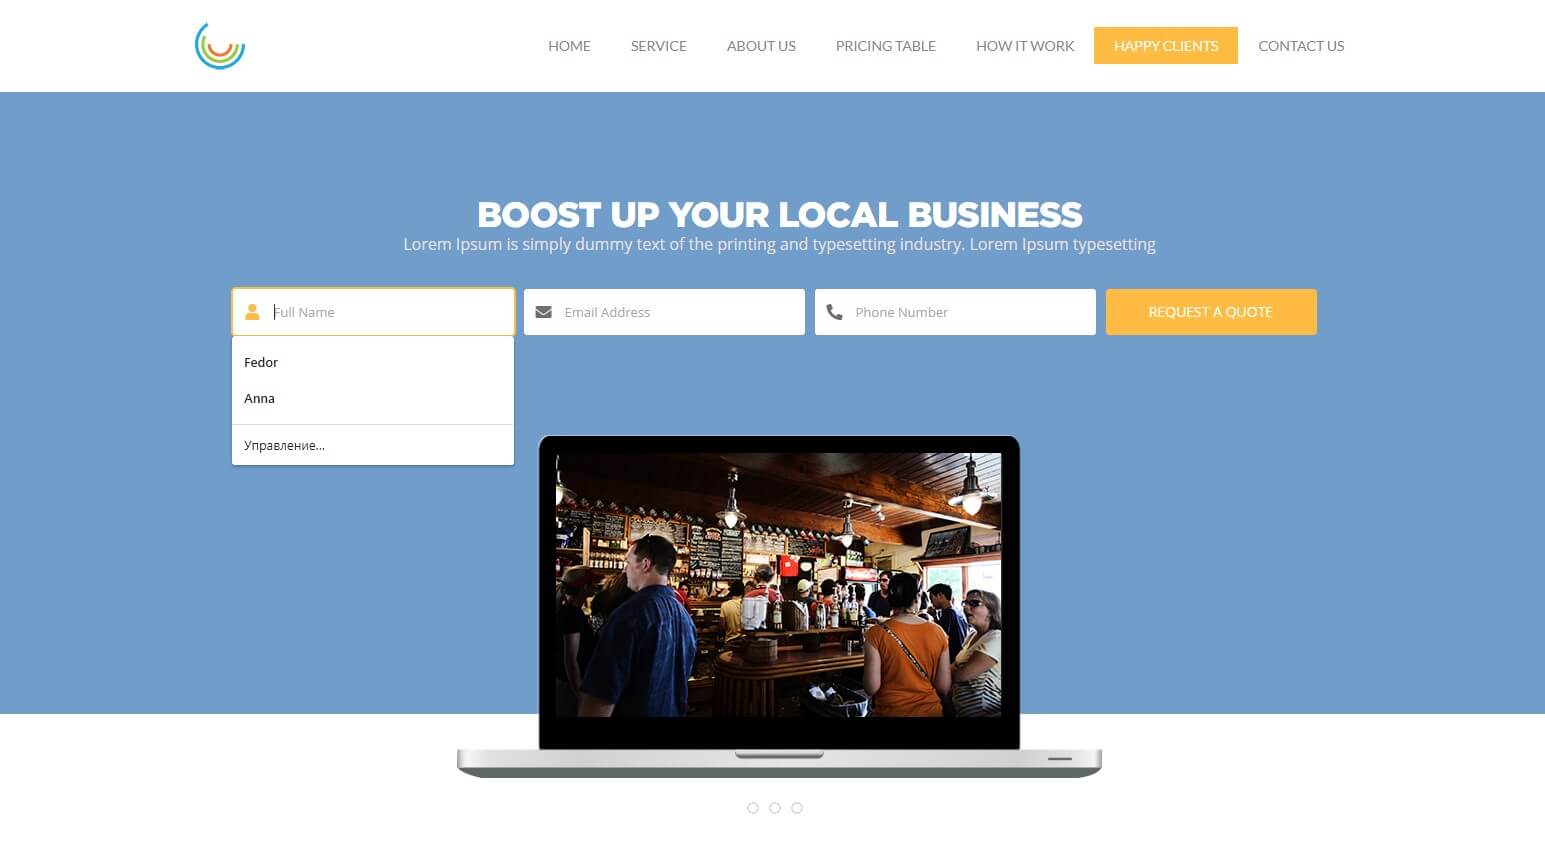 HOME SERVICE ABOUT US PRICING TABLE HOW IT WORK HAPPY CLIENTS CONTACT US
BOOST UP YOUR LOCAL BUSINESS
Lorem Ipsum is simply dummy text of the printing and typesetting industry. Lorem Ipsum typesetting
Full Name Email Address Phone Number REQUEST A QUOTE
Fedor
Anna
Управление...